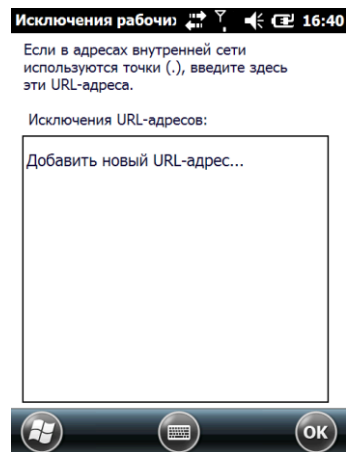 Исключения рабочих 16:40
Если в адресах внутренней сети
используются точки (.), введите здесь
эти URL-адреса.
Исключения URL-адресов:
Добавить новый URL-адрес...
OK